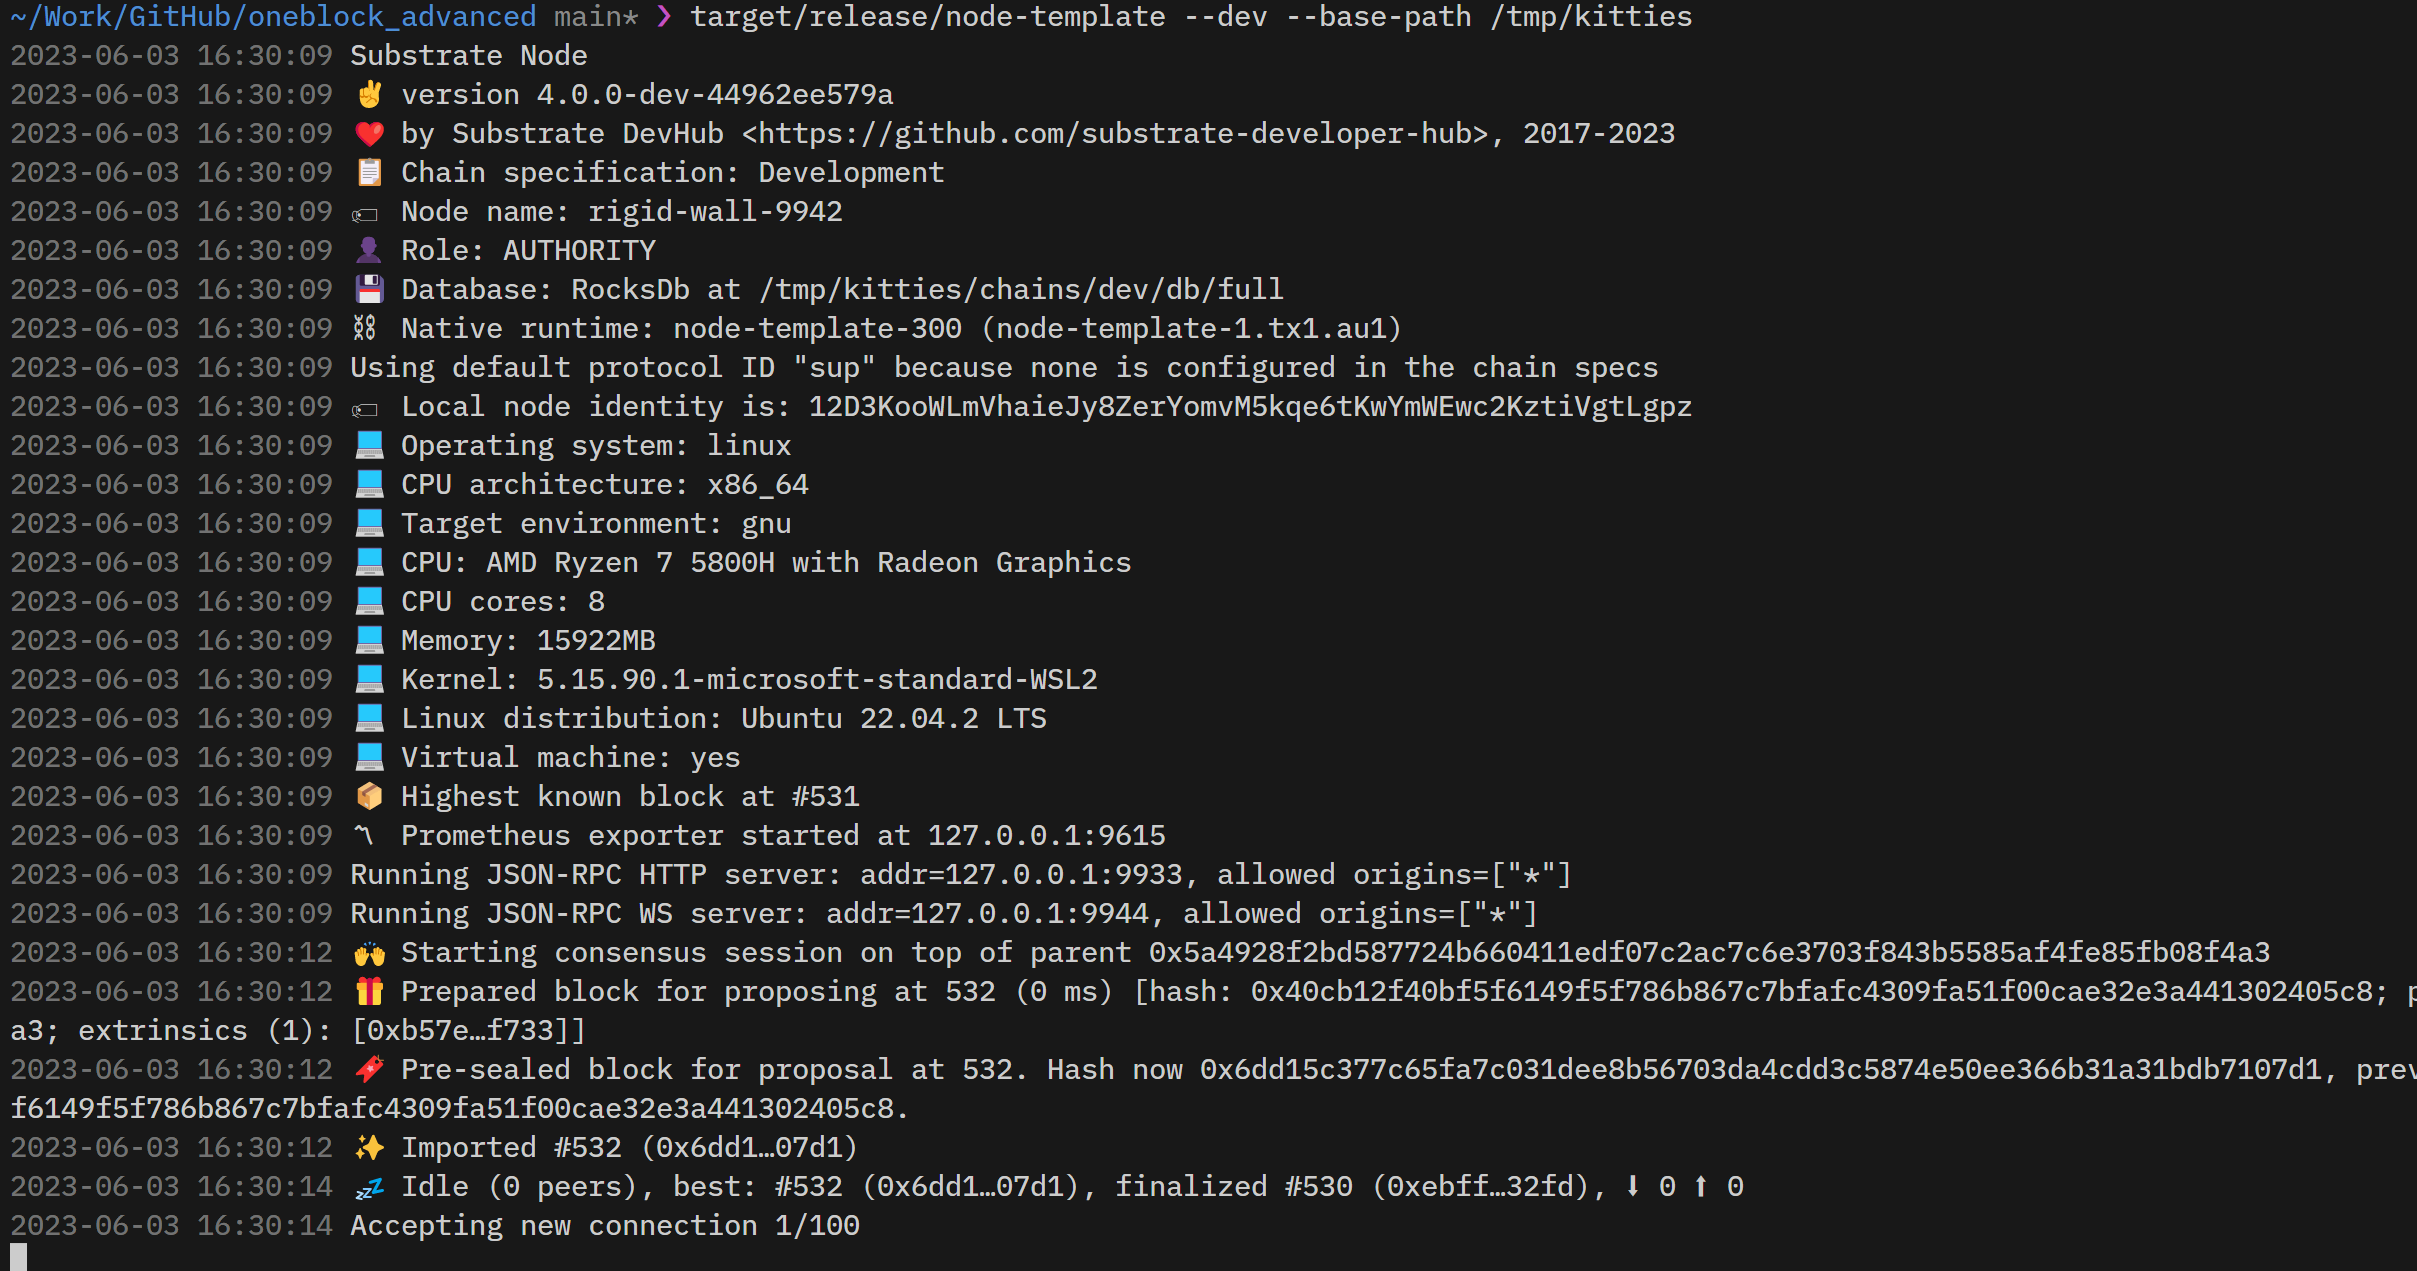 ~/Work/GitHub/oneblock_advanced main* ❯ target/release/node-template --dev --base-path /tmp/kitties
2023-06-03 16:30:09 Substrate Node
2023-06-03 16:30:09 ✌️ version 4.0.0-dev-44962ee579a
2023-06-03 16:30:09 ❤️ by Substrate DevHub <https://github.com/substrate-developer-hub>, 2017-2023
2023-06-03 16:30:09 📋 Chain specification: Development
2023-06-03 16:30:09 🏷 Node name: rigid-wall-9942
2023-06-03 16:30:09 👤 Role: AUTHORITY
2023-06-03 16:30:09 💾 Database: RocksDb at /tmp/kitties/chains/dev/db/full
2023-06-03 16:30:09 ⛓ Native runtime: node-template-300 (node-template-1.tx1.au1)
2023-06-03 16:30:09 Using default protocol ID "sup" because none is configured in the chain specs
2023-06-03 16:30:09 🏷 Local node identity is: 12D3KooWLmVhaieJy8ZerYomvM5kqe6tKwYmWEwc2KztiVgtLgpz
2023-06-03 16:30:09 💻 Operating system: linux
2023-06-03 16:30:09 💻 CPU architecture: x86_64
2023-06-03 16:30:09 💻 Target environment: gnu
2023-06-03 16:30:09 💻 CPU: AMD Ryzen 7 5800H with Radeon Graphics
2023-06-03 16:30:09 💻 CPU cores: 8
2023-06-03 16:30:09 💻 Memory: 15922MB
2023-06-03 16:30:09 💻 Kernel: 5.15.90.1-microsoft-standard-WSL2
2023-06-03 16:30:09 💻 Linux distribution: Ubuntu 22.04.2 LTS
2023-06-03 16:30:09 💻 Virtual machine: yes
2023-06-03 16:30:09 📦 Highest known block at #531
2023-06-03 16:30:09 〽️ Prometheus exporter started at 127.0.0.1:9615
2023-06-03 16:30:09 Running JSON-RPC HTTP server: addr=127.0.0.1:9933, allowed origins=["*"]
2023-06-03 16:30:09 Running JSON-RPC WS server: addr=127.0.0.1:9944, allowed origins=["*"]
2023-06-03 16:30:12 🙌 Starting consensus session on top of parent 0x5a4928f2bd587724b660411edf07c2ac7c6e3703f843b5585af4fe85fb08f4a3
2023-06-03 16:30:12 🎁 Prepared block for proposing at 532 (0 ms) [hash: 0x40cb12f40bf5f6149f5f786b867c7bfafc4309fa51f00cae32e3a441302405c8; p
a3; extrinsics (1): [0xb57e…f733]]
2023-06-03 16:30:12 🔖 Pre-sealed block for proposal at 532. Hash now 0x6dd15c377c65fa7c031dee8b56703da4cdd3c5874e50ee366b31a31bdb7107d1, prev
f6149f5f786b867c7bfafc4309fa51f00cae32e3a441302405c8.
2023-06-03 16:30:12 ✨ Imported #532 (0x6dd1…07d1)
2023-06-03 16:30:14 💤 Idle (0 peers), best: #532 (0x6dd1…07d1), finalized #530 (0xebff…32fd), ⬇ 0 ⬆ 0
2023-06-03 16:30:14 Accepting new connection 1/100